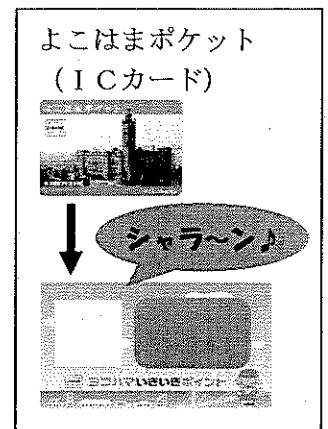 よこはまポケット
（ＩＣカード）
シャラ～ン♪
ヨコハマいきいきポイント